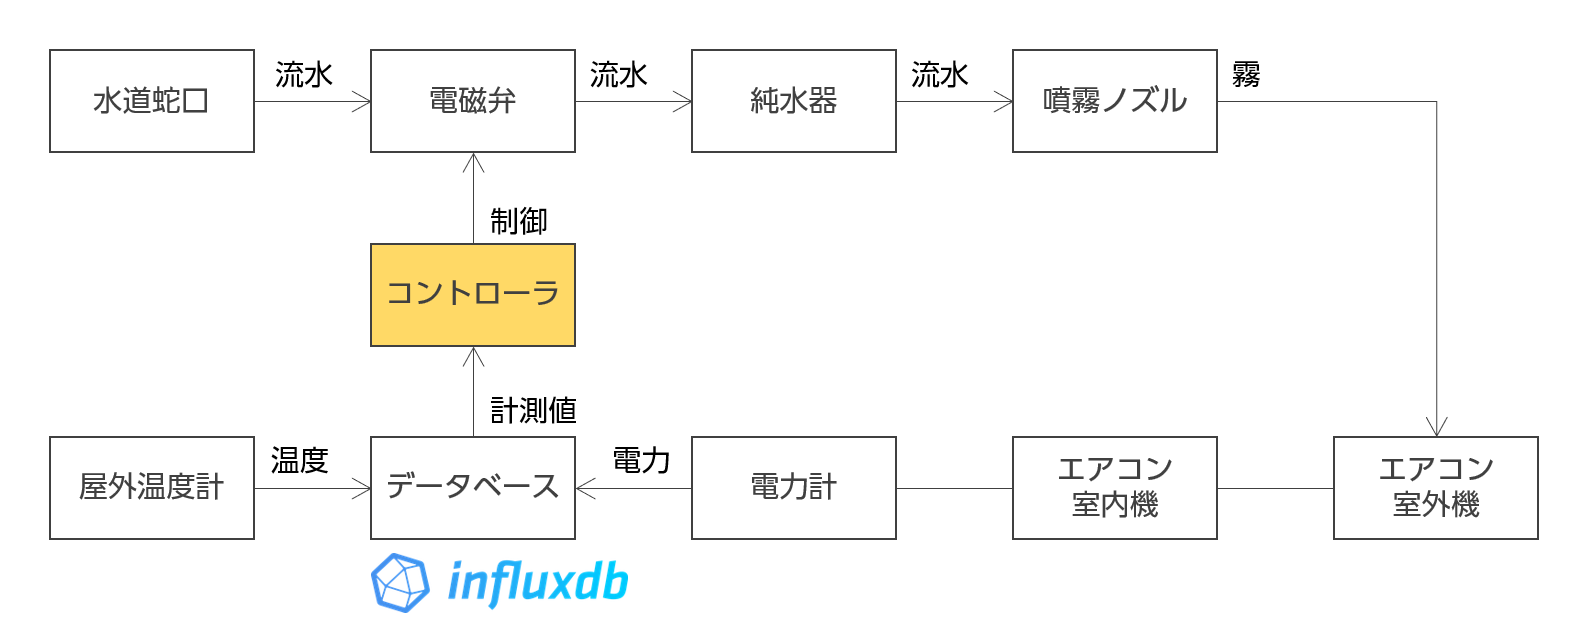 流水
流水
流水
霧
水道蛇口
電磁弁
純水器
噴霧ノズル
制御
コントローラ
計測値
温度
電力
屋外温度計
データベース
電力計
エアコン
室内機
エアコン
室外機
influxdb